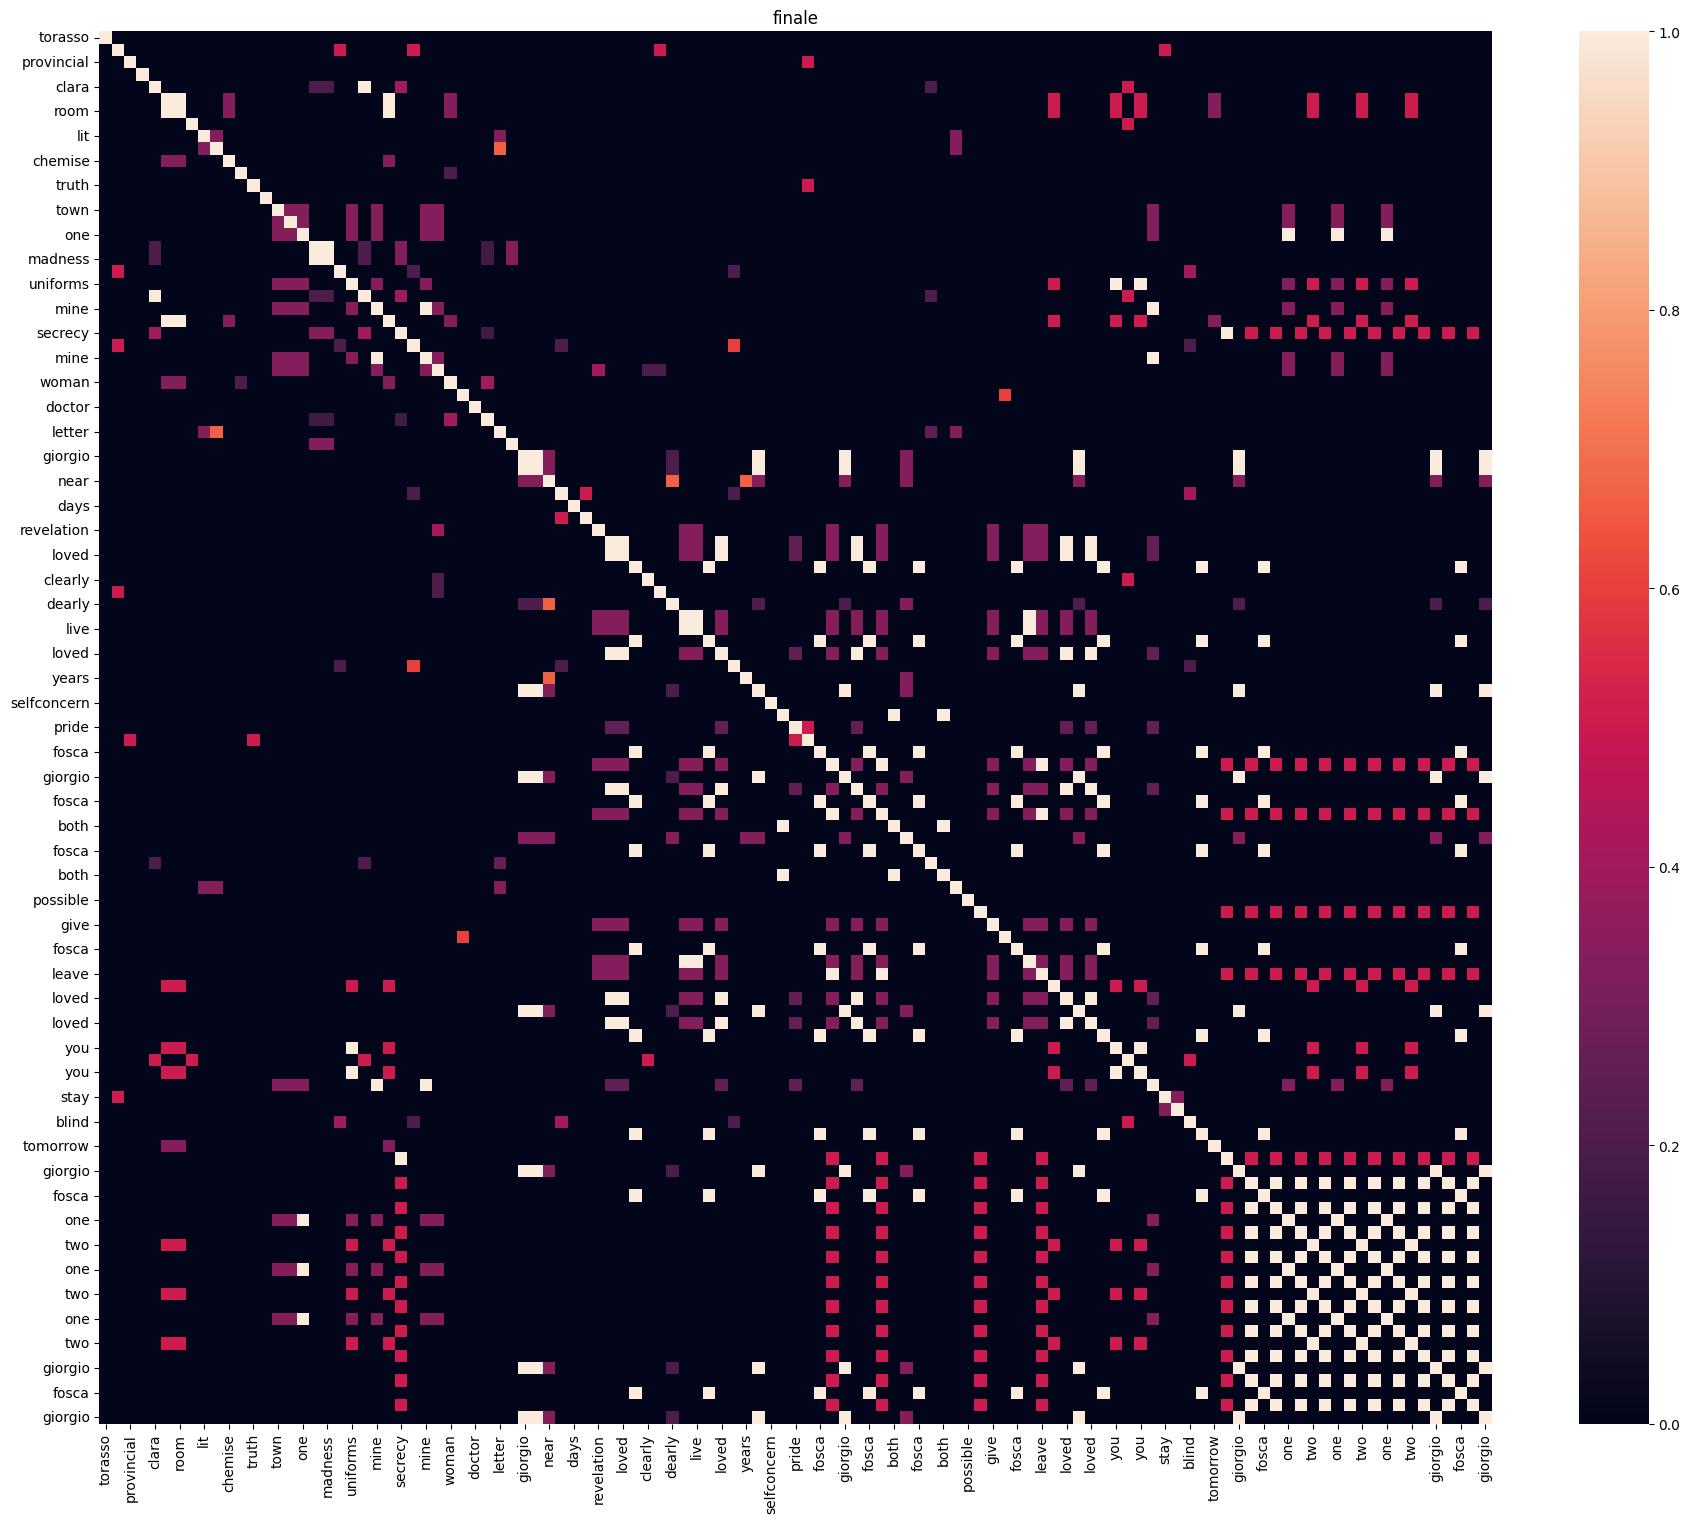 finale
torasso
provincial
clara
room
lit
chemise
truth
town
one
madness
uniforms
mine
secrecy
mine
woman
doctor
letter
giorgio
near
days
revelation
loved
clearly
dearly
live
loved
years
selfconcern
pride
fosca
giorgio
fosca
both
fosca
both
possible
give
fosca
leave
loved
loved
you
you
stay
blind
tomorrow
giorgio
fosca
one
two
one
two
one
two
giorgio
fosca
giorgio
1.0
0.8
0.6
0.4
0.2
0.0
torasso
provincial
clara
room
lit
chemise
truth
town
one
madness
uniforms
mine
secrecy
mine
woman
doctor
letter
giorgio
near
days
revelation
loved
clearly
dearly
live
loved
years
selfconcern
pride
fosca
giorgio
fosca
both
fosca
both
possible
give
fosca
leave
loved
loved
you
you
stay
blind
tomorrow
giorgio
fosca
one
two
one
two
one
two
giorgio
fosca
giorgio